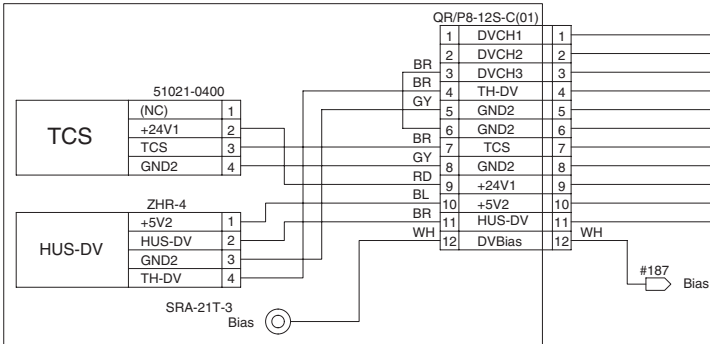 QR/P8-12S-C(01)
1 DVCH1 1
2 DVCH2 2
BR 3 DVCH3 3
BR 4 TH-DV 4
GY 5 GND2 5
6 GND2 6
BR 7 TCS 7
GY 8 GND2 8
RD 9 +24V1 9
BL 10 +5V2 10
BR 11 HUS-DV 11
WH 12 DVBias 12 WH
51021-0400
TCS
(NC) 1
+24V1 2
TCS 3
GND2 4
ZHR-4
HUS-DV
+5V2 1
HUS-DV 2
GND2 3
TH-DV 4
SRA-21T-3
Bias
#187
Bias